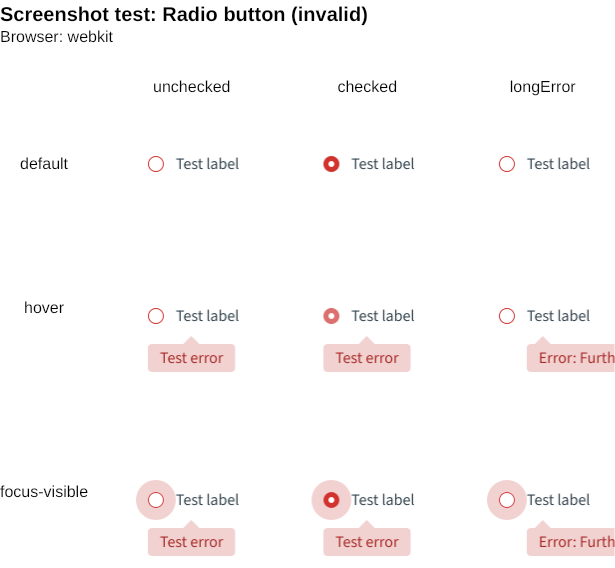 Screenshot test: Radio button (invalid)
Browser: webkit
unchecked checked longError
default Test label Test label Test label
hover Test label Test label Test label
Test error Test error Error: Furth
focus-visible Test label Test label Test label
Test error Test error Error: Furth